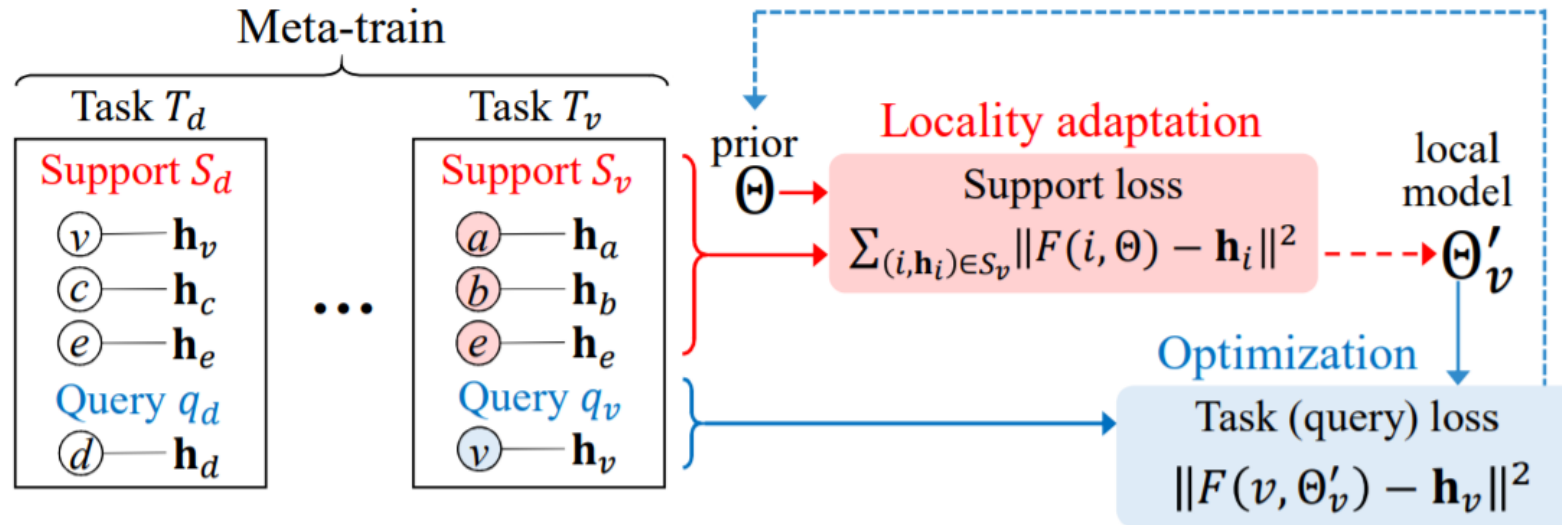 Meta-train
Task T_d
Support S_d
v — h_v
c — h_c
e — h_e
Query q_d
d — h_d
...
Task T_v
Support S_v
a — h_a
b — h_b
e — h_e
Query q_v
v — h_v
prior
Θ
Locality adaptation
Support loss
∑_{(i,h_i)∈S_v} ‖F(i, Θ) − h_i‖²
local
model
Θ′_v
Optimization
Task (query) loss
‖F(v, Θ′_v) − h_v‖²